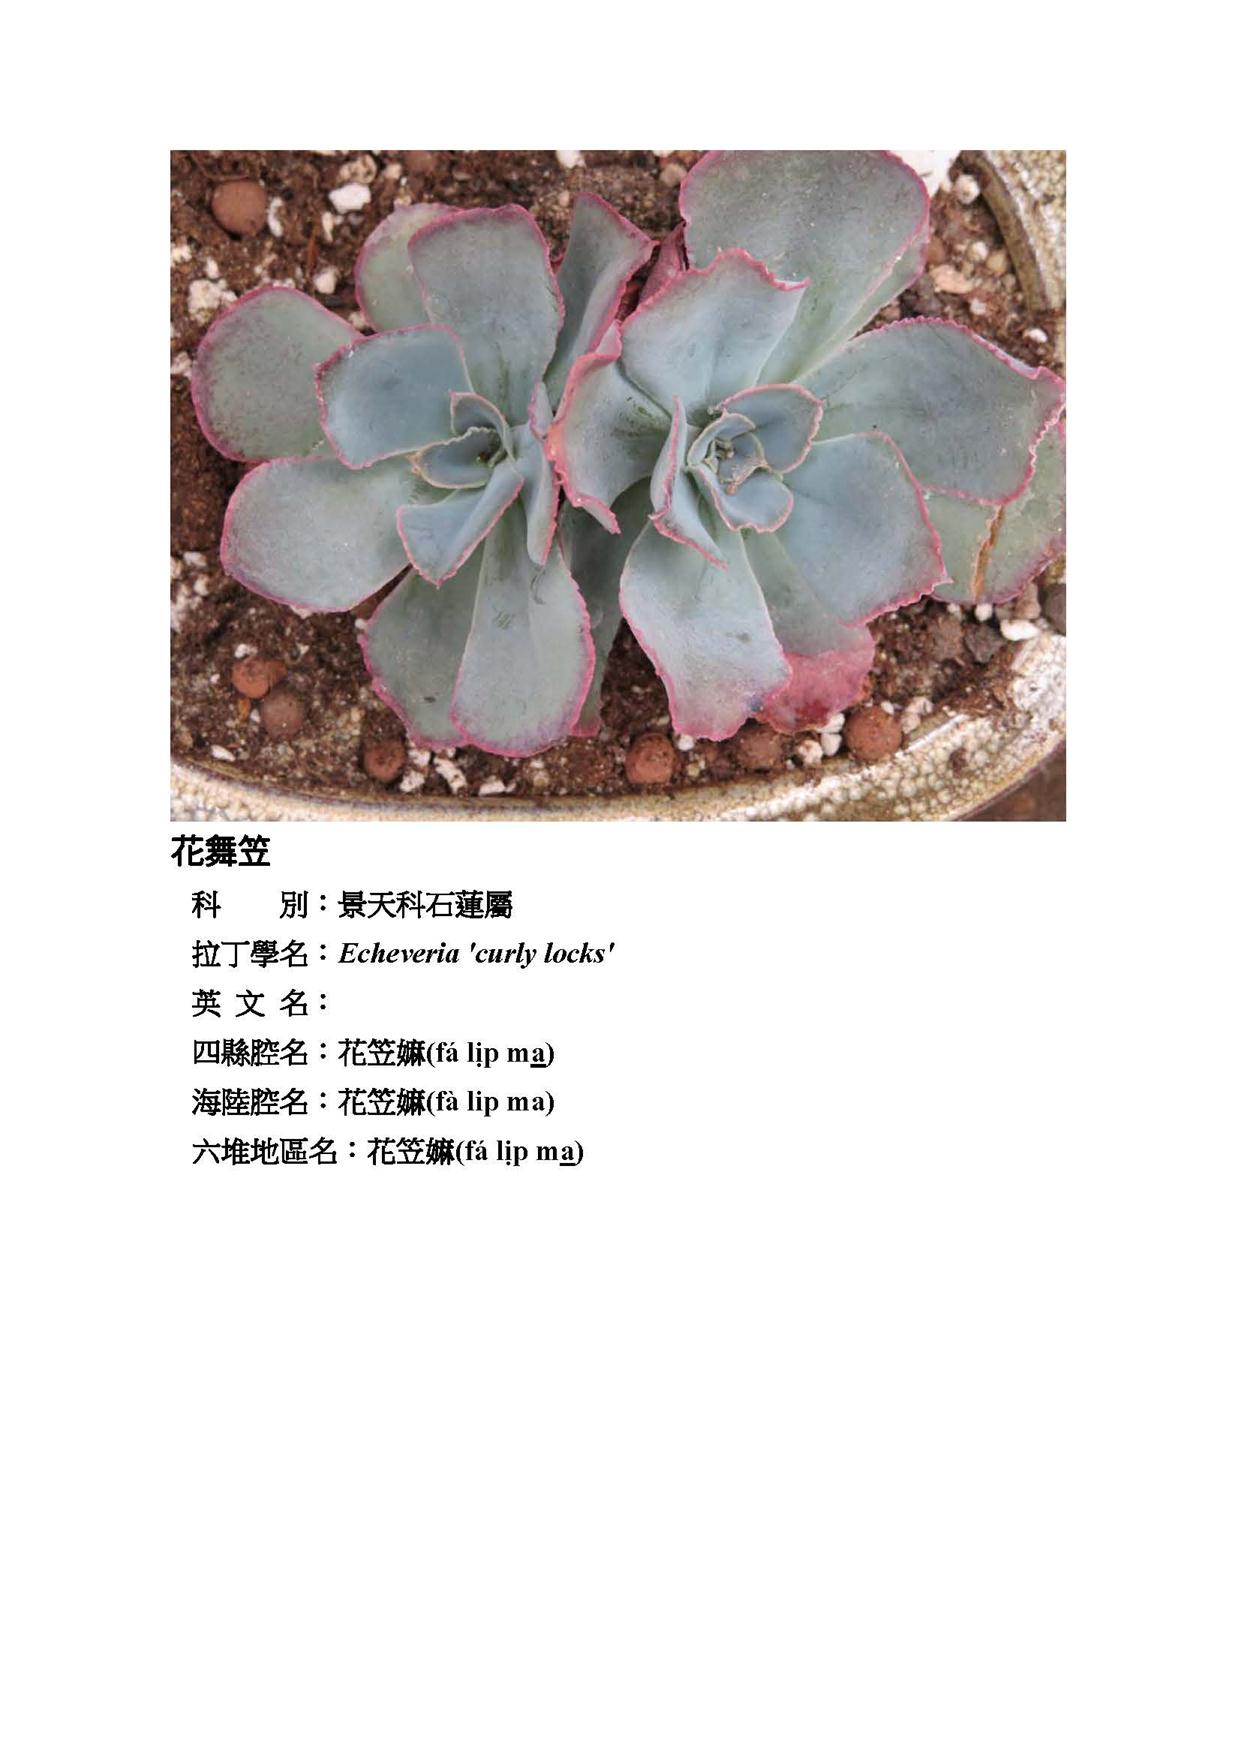 花舞笠
科　　別：景天科石蓮屬
拉丁學名：Echeveria 'curly locks'
英 文 名：
四縣腔名：花笠嫲(fá lịp ma̲)
海陸腔名：花笠嫲(fà lip ma)
六堆地區名：花笠嫲(fá lịp ma̲)